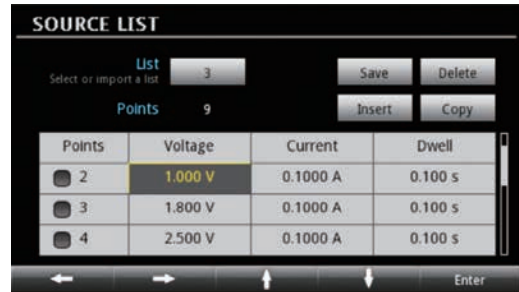 SOURCE LIST
List
Select or import a list
3
Save
Delete
Points
9
Insert
Copy
Points Voltage Current Dwell
2 1.000 V 0.1000 A 0.100 s
3 1.800 V 0.1000 A 0.100 s
4 2.500 V 0.1000 A 0.100 s
Enter